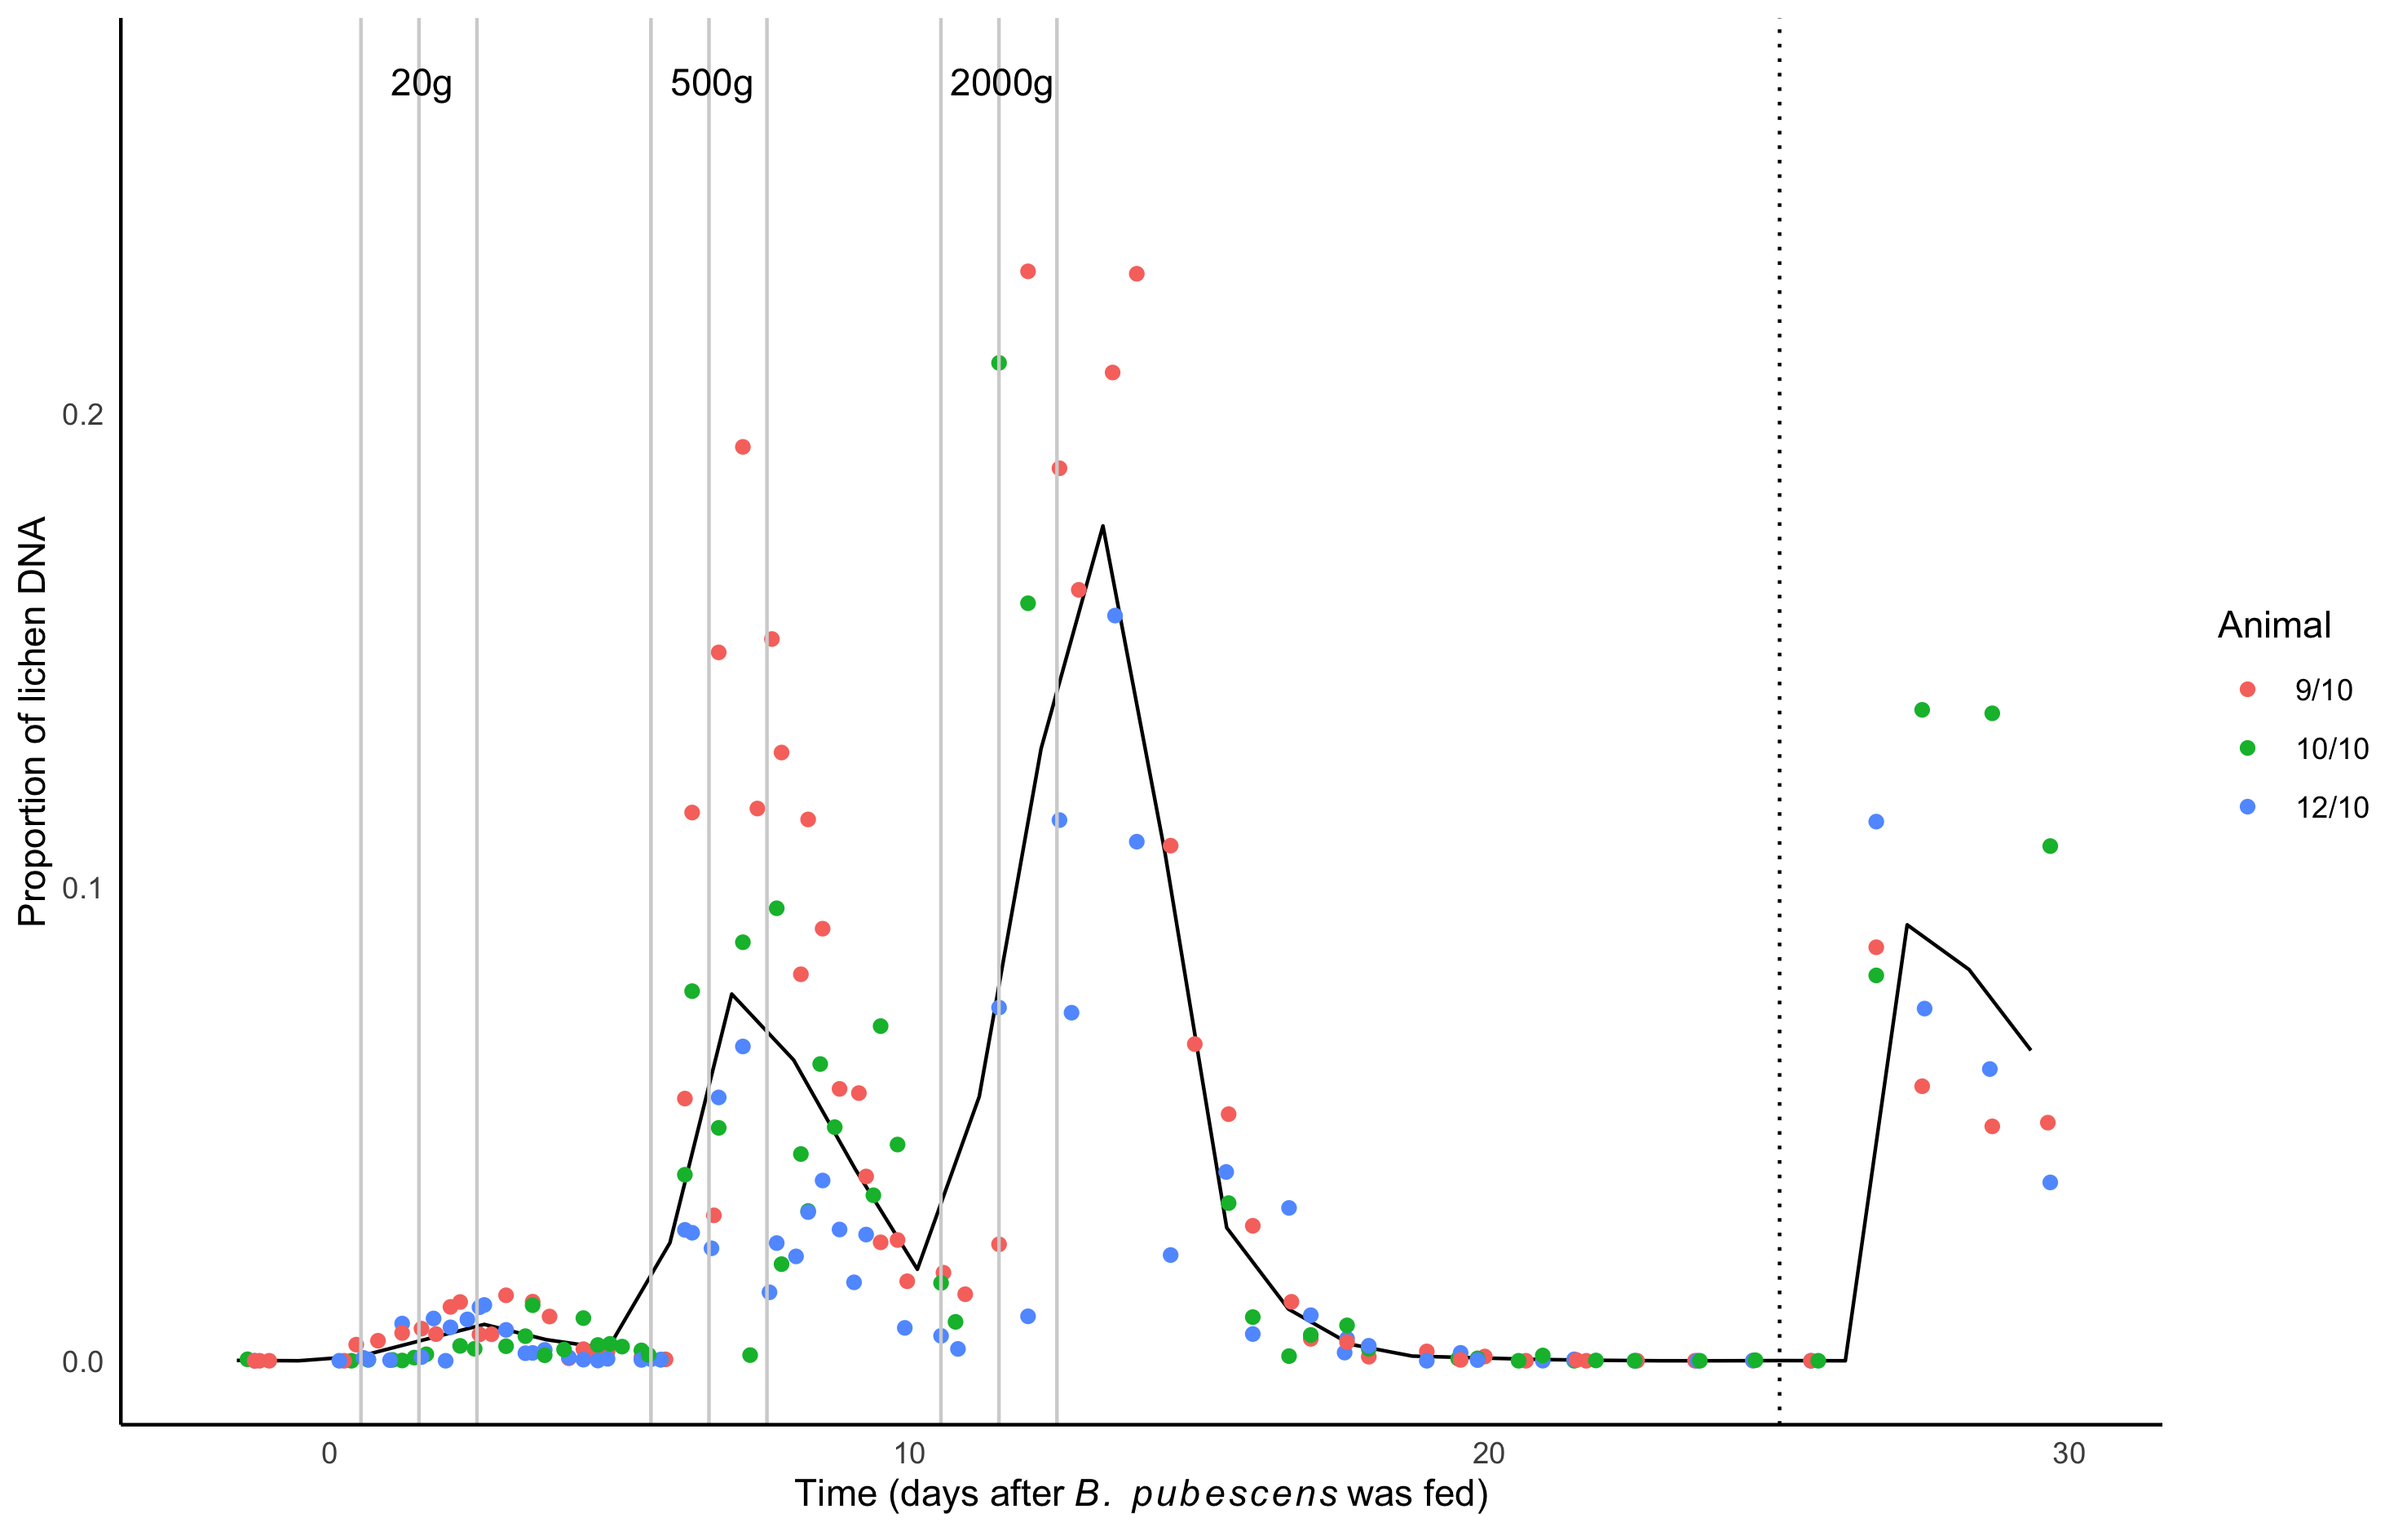 20g 500g 2000g
Proportion of lichen DNA
0.2
0.1
0.0
0 10 20 30
Time (days after B. pubescens was fed)
Animal
9/10
10/10
12/10